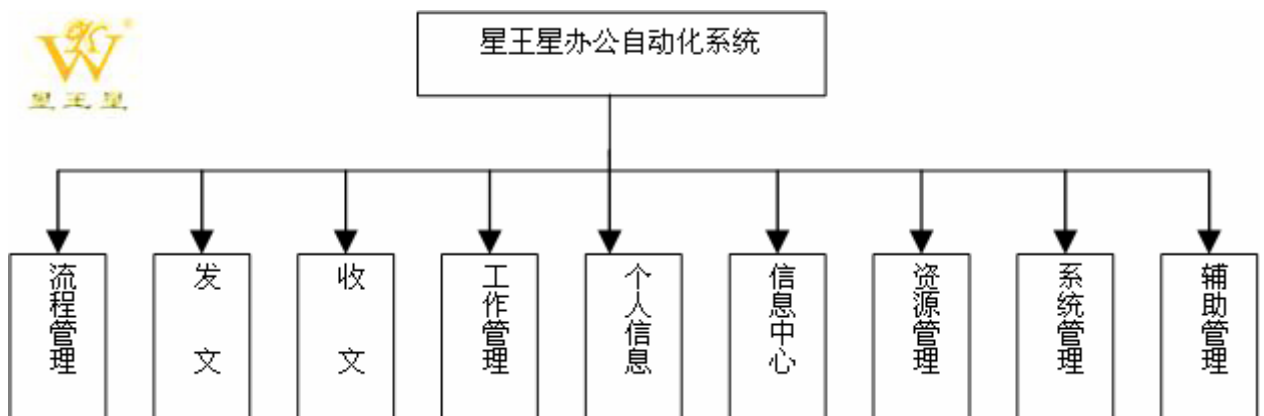 星王星
星王星办公自动化系统
流程管理
发文
收文
工作管理
个人信息
信息中心
资源管理
系统管理
辅助管理